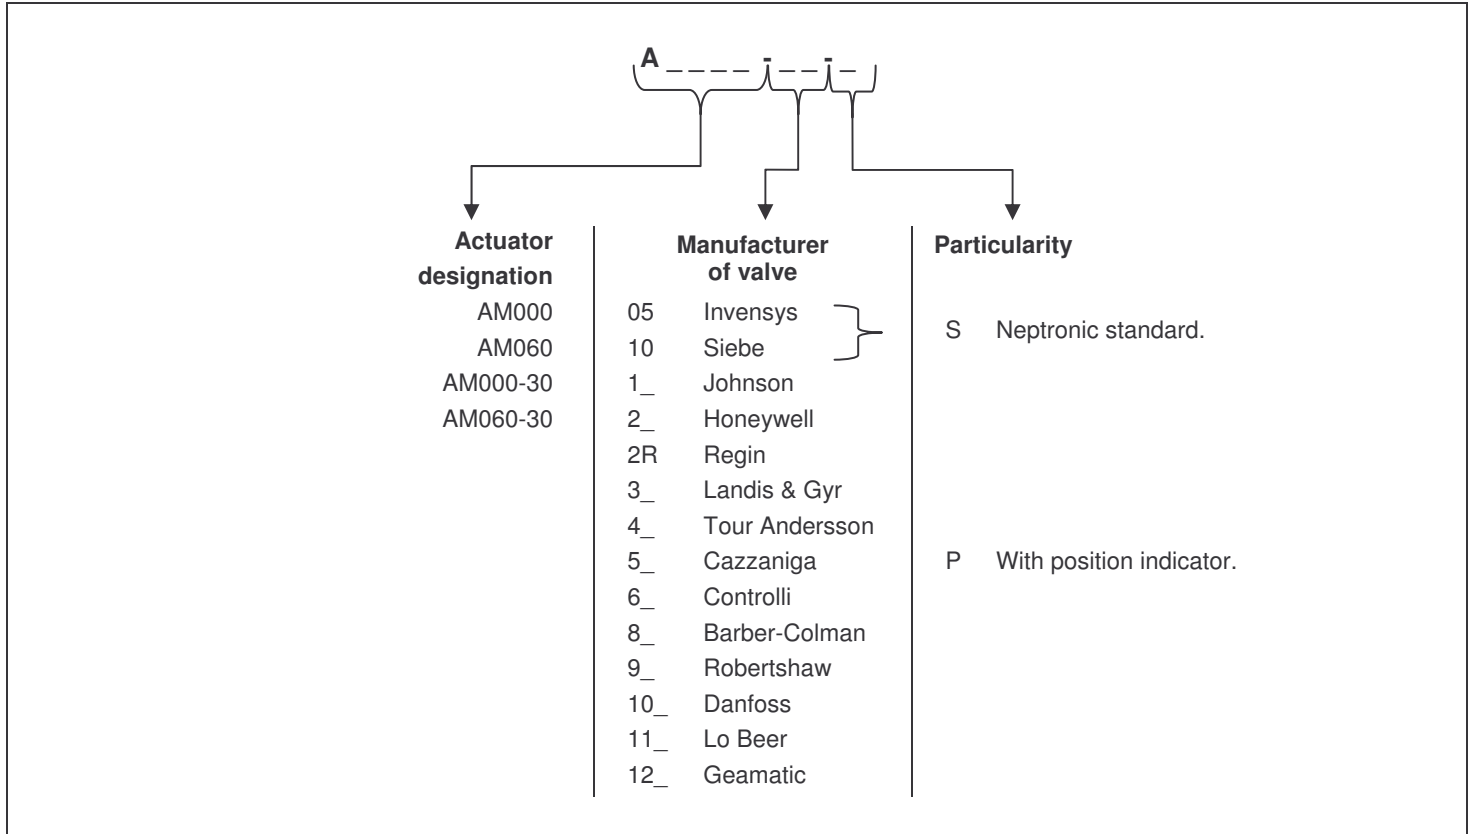 A _ _ _ _ - _ _ - _
Actuator
designation
AM000
AM060
AM000-30
AM060-30
Manufacturer
of valve
05 Invensys
10 Siebe
1_ Johnson
2_ Honeywell
2R Regin
3_ Landis & Gyr
4_ Tour Andersson
5_ Cazzaniga
6_ Controlli
8_ Barber-Colman
9_ Robertshaw
10_ Danfoss
11_ Lo Beer
12_ Geamatic
Particularity
S Neptronic standard.
P With position indicator.